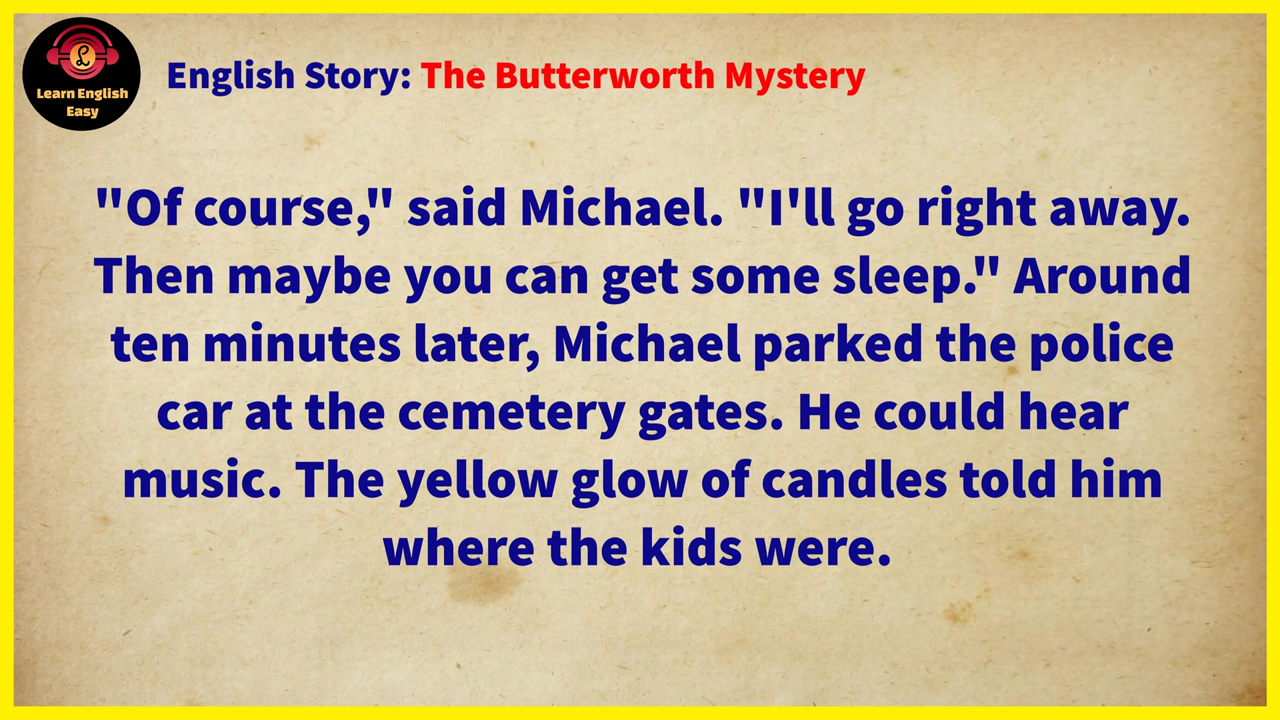 Learn English
Easy
English Story: The Butterworth Mystery
"Of course," said Michael. "I'll go right away.
Then maybe you can get some sleep." Around
ten minutes later, Michael parked the police
car at the cemetery gates. He could hear
music. The yellow glow of candles told him
where the kids were.